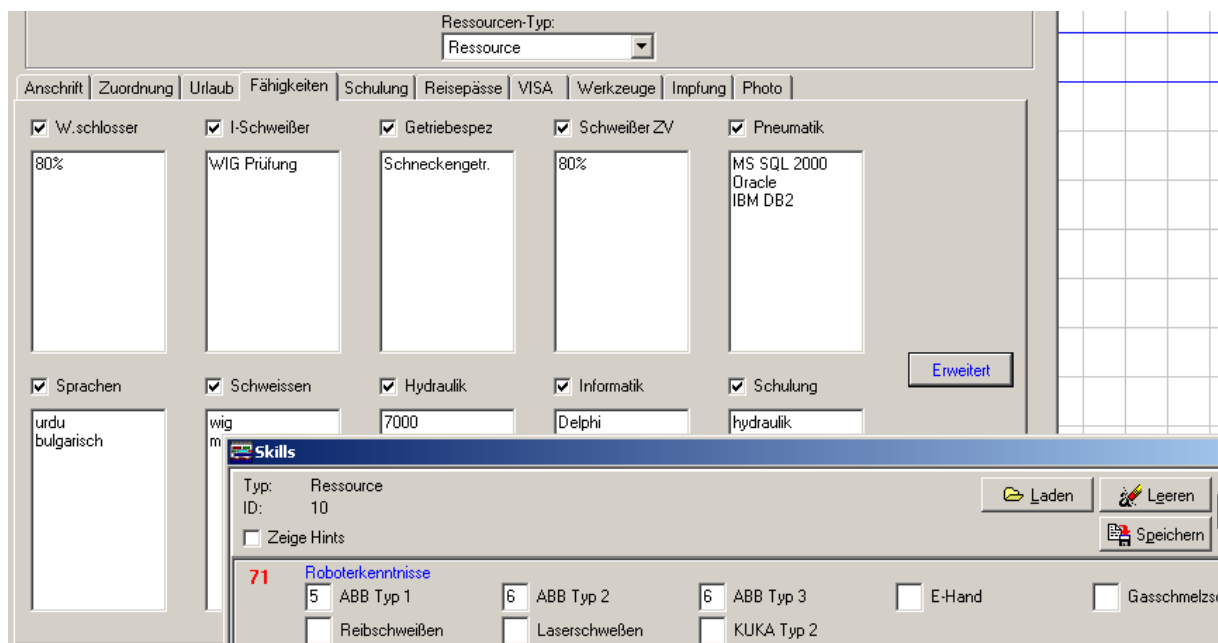 Ressourcen-Typ:
Ressource
Anschrift Zuordnung Urlaub Fähigkeiten Schulung Reisepässe VISA Werkzeuge Impfung Photo
W.schlosser I-Schweißer Getriebespez Schweißer ZV Pneumatik
80% WIG Prüfung Schneckengetr. 80% MS SQL 2000
Oracle
IBM DB2
Erweitert
Sprachen Schweissen Hydraulik Informatik Schulung
urdu wig 7000 Delphi hydraulik
bulgarisch
Skills
Typ: Ressource Laden Leeren
ID: 10
Zeige Hints Speichern
71 Roboterkenntnisse
5 ABB Typ 1 6 ABB Typ 2 6 ABB Typ 3 E-Hand
Reibschweißen Laserschweßen KUKA Typ 2